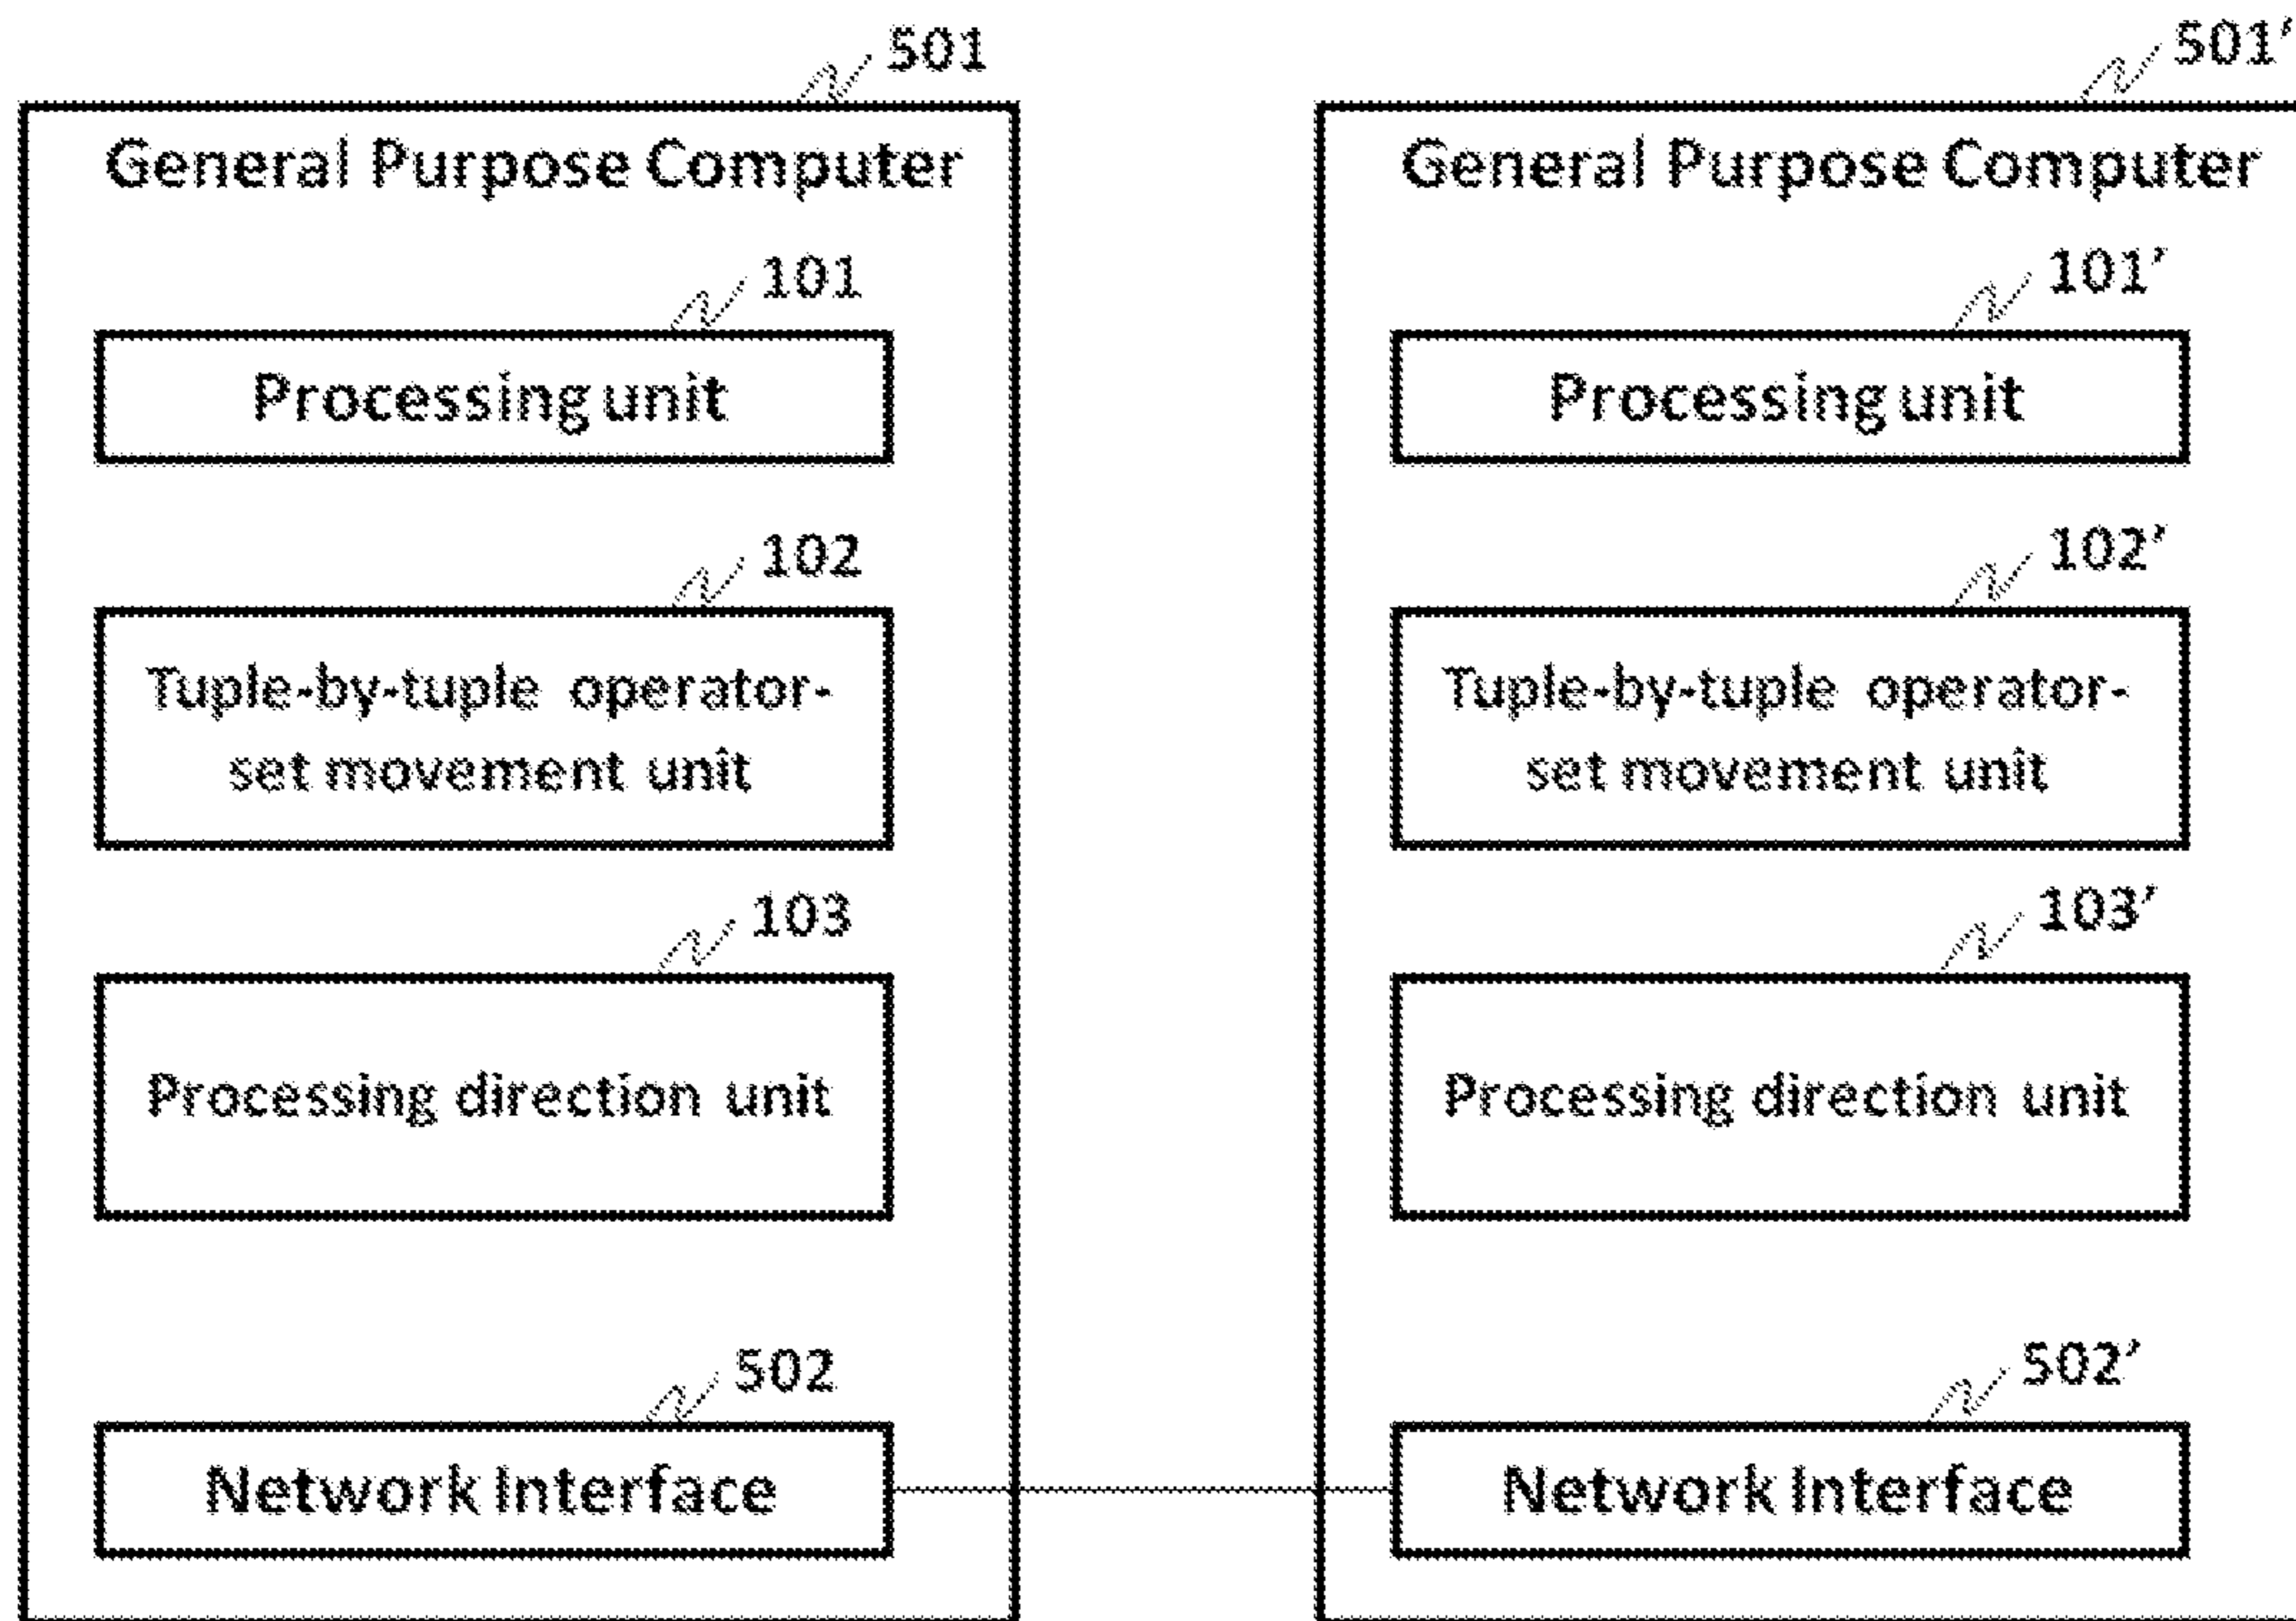 501
General Purpose Computer
101
Processing unit
102
Tuple-by-tuple operator-
set movement unit
103
Processing direction unit
502
Network Interface
501′
General Purpose Computer
101′
Processing unit
102′
Tuple-by-tuple operator-
set movement unit
103′
Processing direction unit
502′
Network Interface